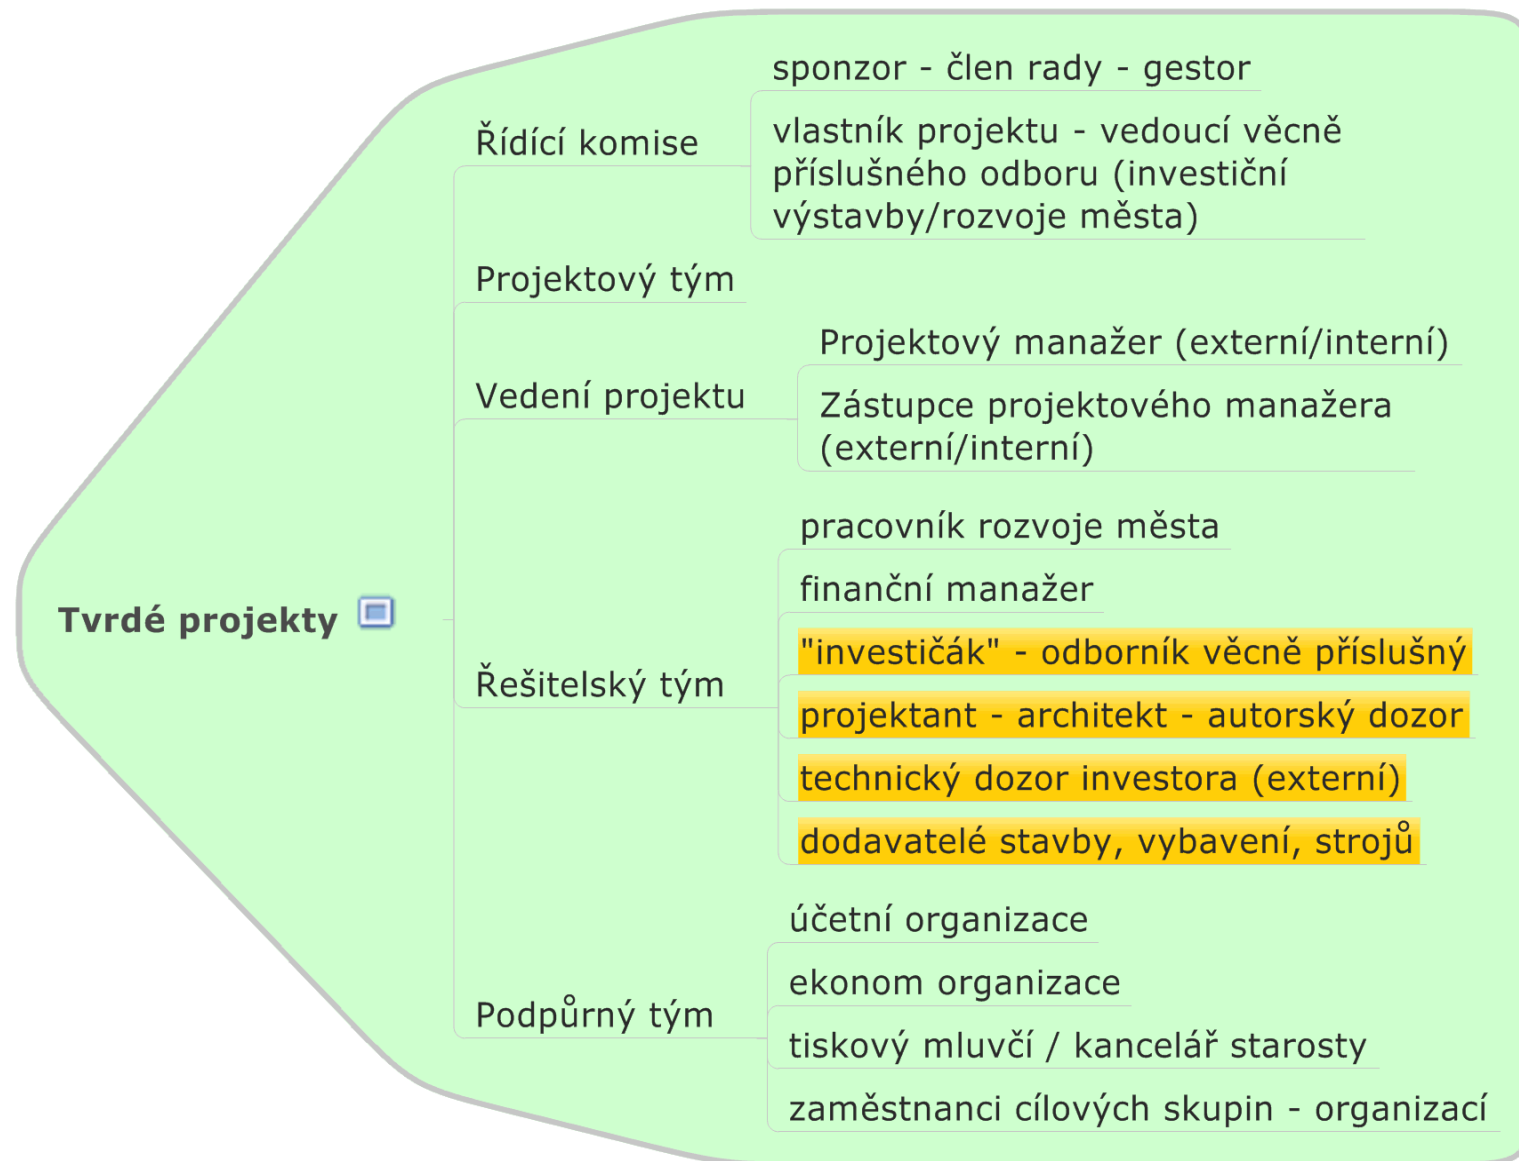 Tvrdé projekty
Řídící komise
sponzor - člen rady - gestor
vlastník projektu - vedoucí věcně
příslušného odboru (investiční
výstavby/rozvoje města)
Projektový tým
Vedení projektu
Projektový manažer (externí/interní)
Zástupce projektového manažera
(externí/interní)
Řešitelský tým
pracovník rozvoje města
finanční manažer
"investičák" - odborník věcně příslušný
projektant - architekt - autorský dozor
technický dozor investora (externí)
dodavatelé stavby, vybavení, strojů
Podpůrný tým
účetní organizace
ekonom organizace
tiskový mluvčí / kancelář starosty
zaměstnanci cílových skupin - organizací